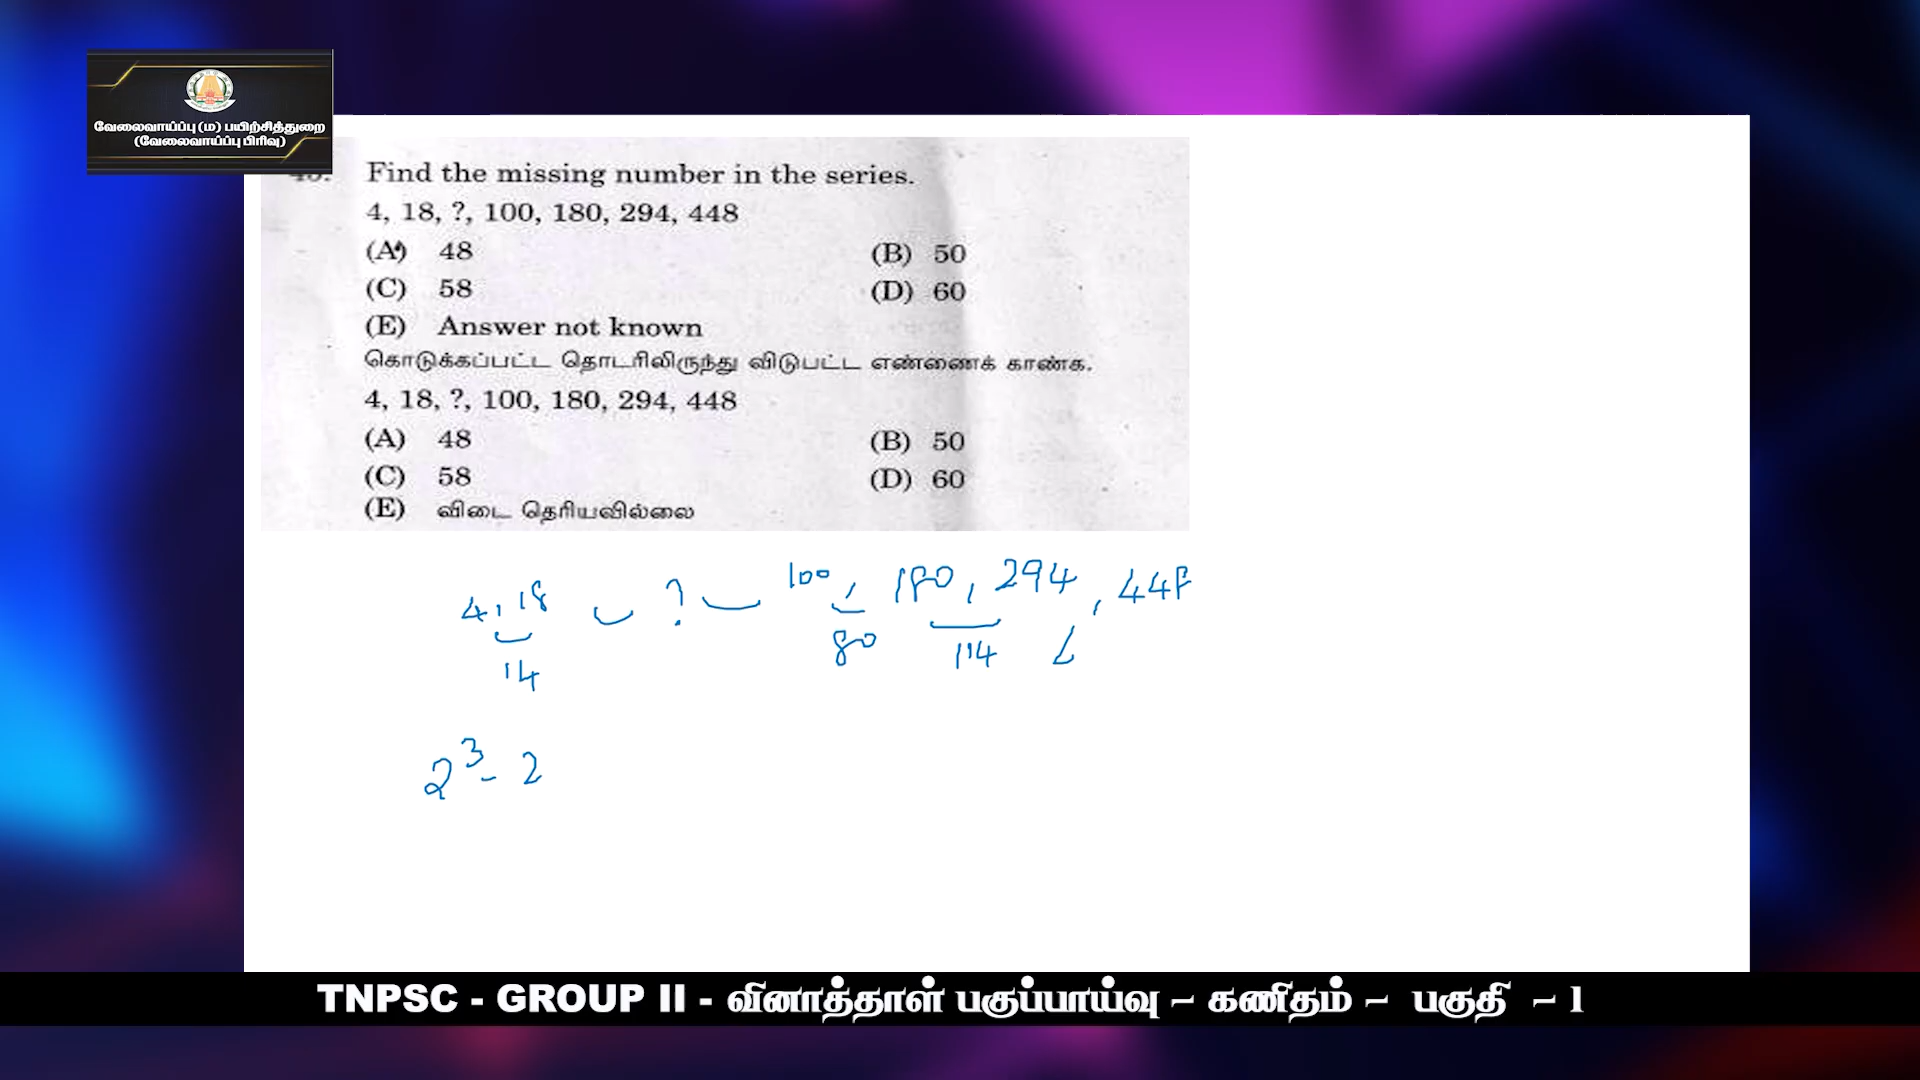 வேலைவாய்ப்பு (ம) பயிற்சித்துறை
(வேலைவாய்ப்பு பிரிவு)
Find the missing number in the series.
4, 18, ?, 100, 180, 294, 448
(A) 48
(B) 50
(C) 58
(D) 60
(E) Answer not known
கொடுக்கப்பட்ட தொடரிலிருந்து விடுபட்ட எண்ணைக் காண்க.
4, 18, ?, 100, 180, 294, 448
(A) 48
(B) 50
(C) 58
(D) 60
(E) விடை தெரியவில்லை
4, 18 ? 100, 180, 294, 448
14 80 114
2³ - 2
TNPSC - GROUP II - வினாத்தாள் பகுப்பாய்வு – கணிதம் – பகுதி – 1